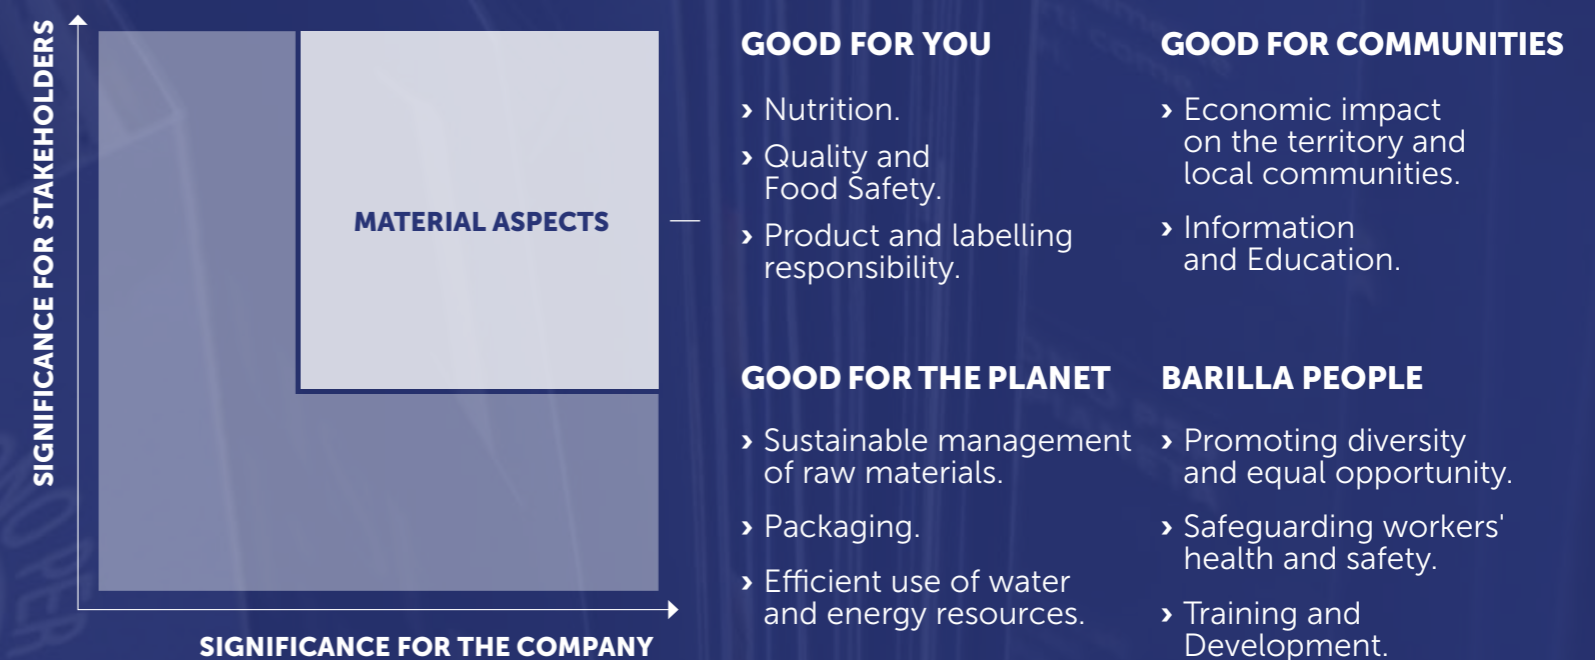 SIGNIFICANCE FOR STAKEHOLDERS
MATERIAL ASPECTS
SIGNIFICANCE FOR THE COMPANY
GOOD FOR YOU
› Nutrition.
› Quality and
Food Safety.
› Product and labelling
responsibility.
GOOD FOR COMMUNITIES
› Economic impact
on the territory and
local communities.
› Information
and Education.
GOOD FOR THE PLANET
› Sustainable management
of raw materials.
› Packaging.
› Efficient use of water
and energy resources.
BARILLA PEOPLE
› Promoting diversity
and equal opportunity.
› Safeguarding workers'
health and safety.
› Training and
Development.